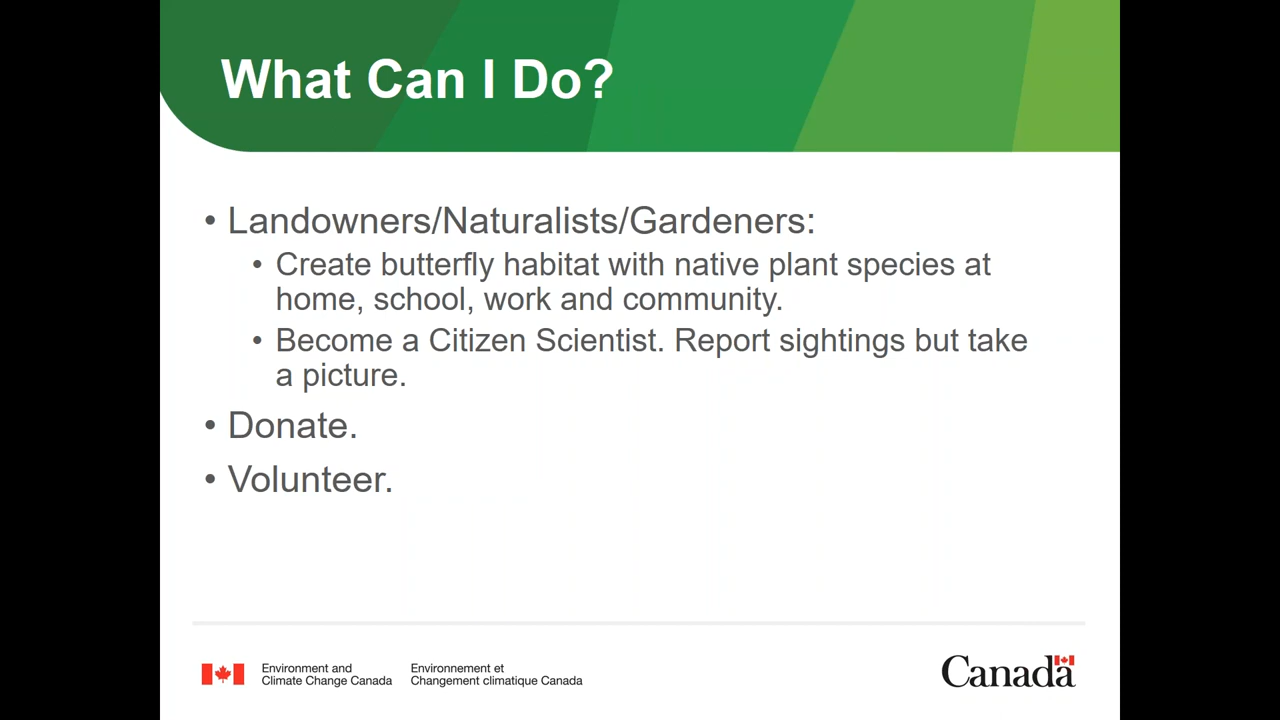 What Can I Do?
• Landowners/Naturalists/Gardeners:
• Create butterfly habitat with native plant species at
home, school, work and community.
• Become a Citizen Scientist. Report sightings but take
a picture.
• Donate.
• Volunteer.
Environment and
Climate Change Canada
Environnement et
Changement climatique Canada
Canada